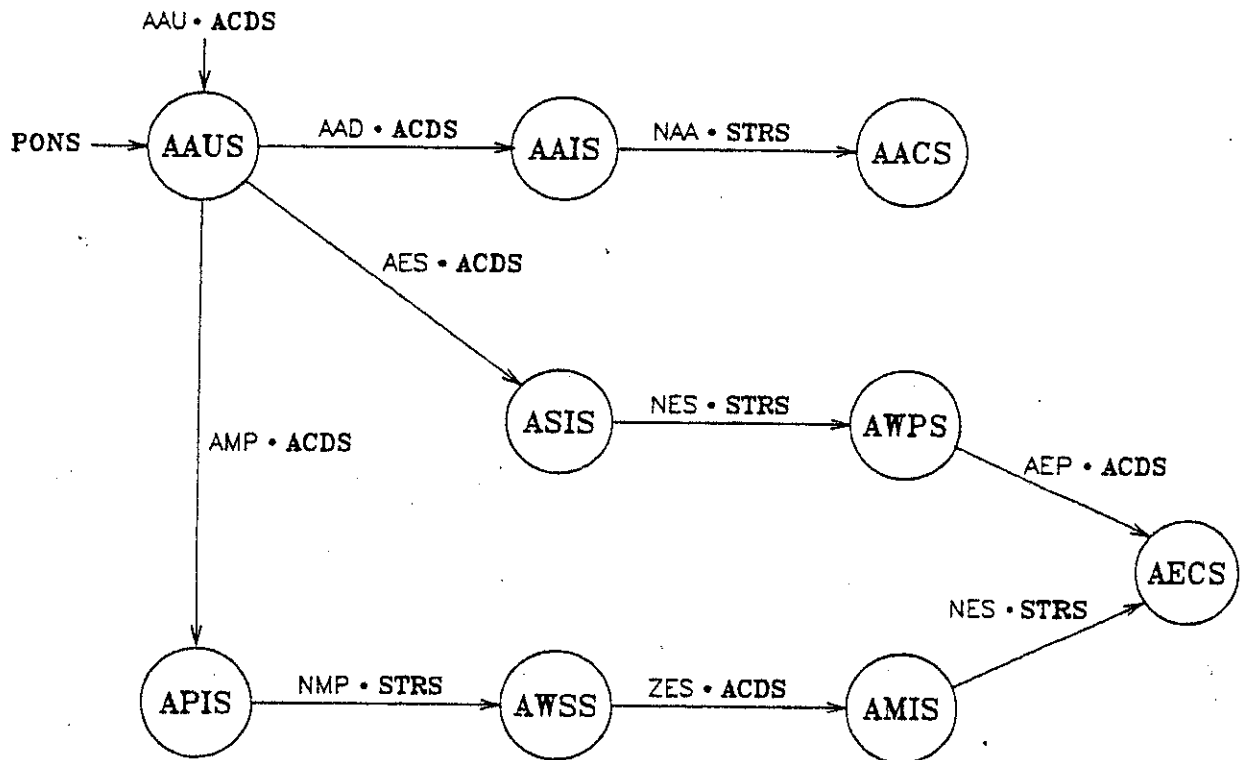 AAU • ACDS
PONS
AAUS
AAD • ACDS
AAIS
NAA • STRS
AACS
AES • ACDS
ASIS
NES • STRS
AWPS
AMP • ACDS
AEP • ACDS
AECS
NES • STRS
APIS
NMP • STRS
AWSS
ZES • ACDS
AMIS